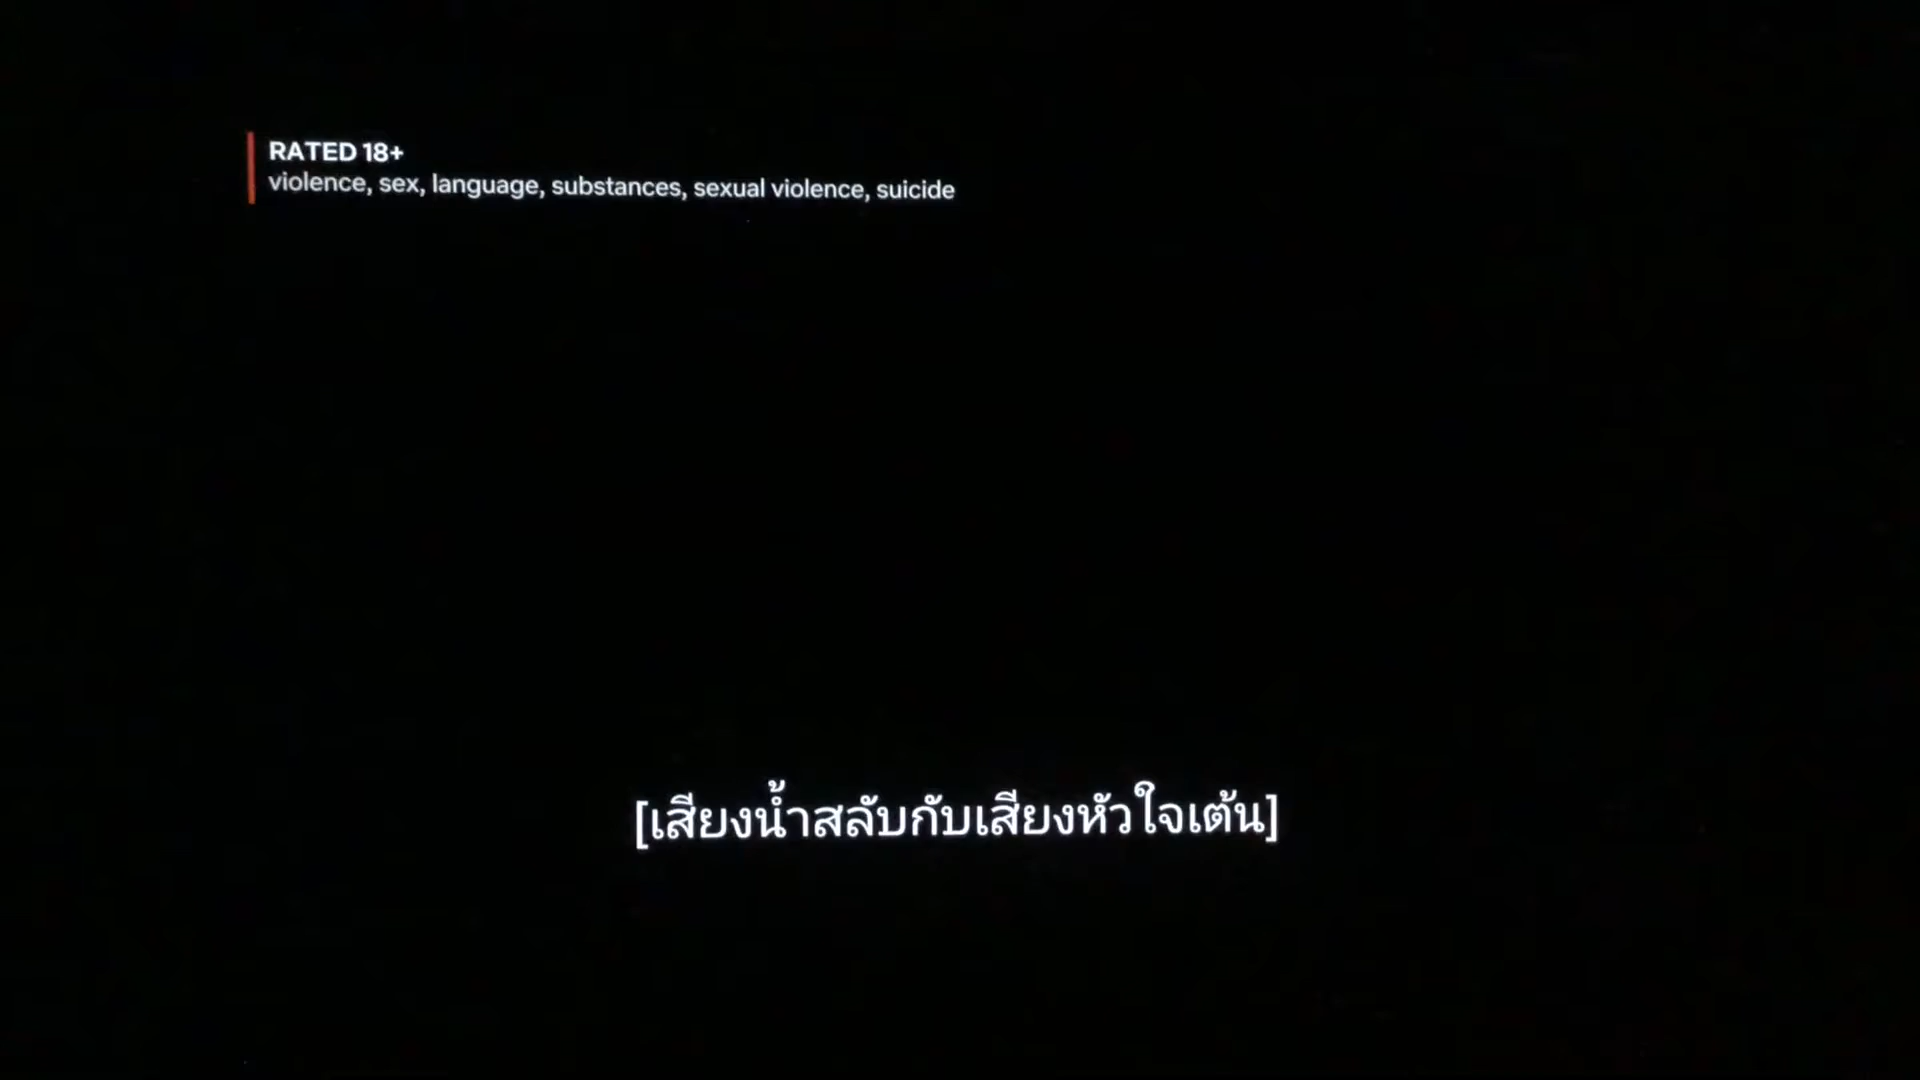 RATED 18+
violence, sex, language, substances, sexual violence, suicide
[เสียงน้ำสลับกับเสียงหัวใจเต้น]